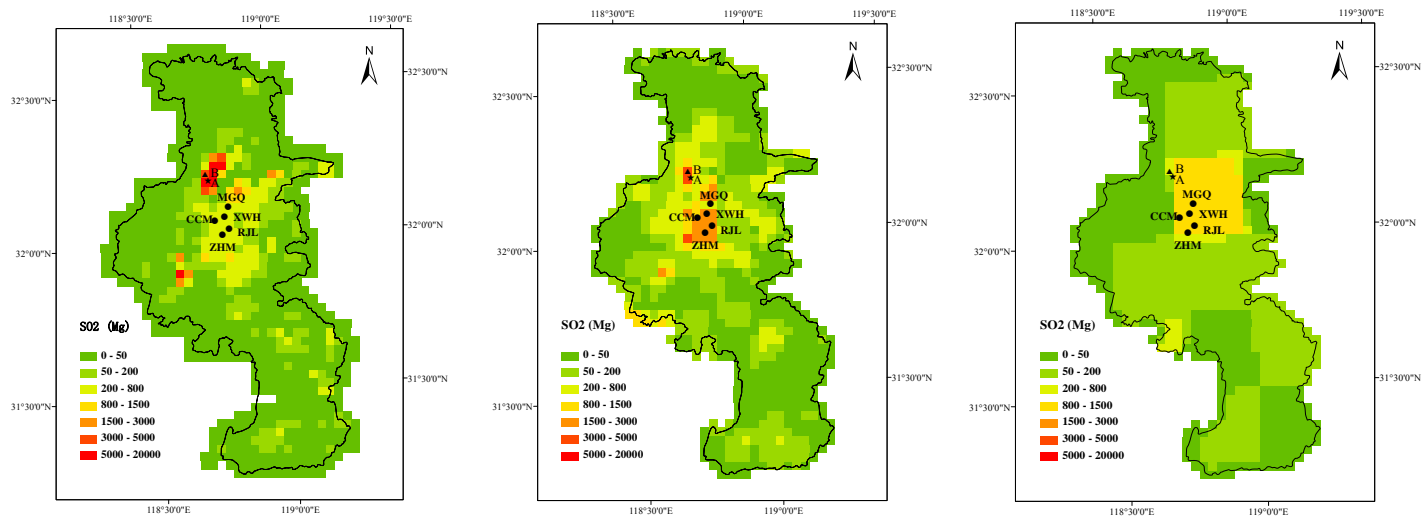 118°30'0"E 119°0'0"E 119°30'0"E
N
32°30'0"N
32°30'0"N
B
A
MGQ
CCM XWH
RJL
ZHM
32°0'0"N
32°0'0"N
SO2 (Mg)
0 - 50
50 - 200
200 - 800
800 - 1500
1500 - 3000
3000 - 5000
5000 - 20000
31°30'0"N
31°30'0"N
118°30'0"E 119°0'0"E
118°30'0"E 119°0'0"E 119°30'0"E
N
32°30'0"N
32°30'0"N
B
A
MGQ
CCM XWH
RJL
ZHM
32°0'0"N
32°0'0"N
SO2 (Mg)
0 - 50
50 - 200
200 - 800
800 - 1500
1500 - 3000
3000 - 5000
5000 - 20000
31°30'0"N
31°30'0"N
118°30'0"E 119°0'0"E
118°30'0"E 119°0'0"E 119°30'0"E
N
32°30'0"N
32°30'0"N
B
A
MGQ
CCM XWH
RJL
ZHM
32°0'0"N
32°0'0"N
SO2 (Mg)
0 - 50
50 - 200
200 - 800
800 - 1500
1500 - 3000
3000 - 5000
5000 - 20000
31°30'0"N
31°30'0"N
118°30'0"E 119°0'0"E